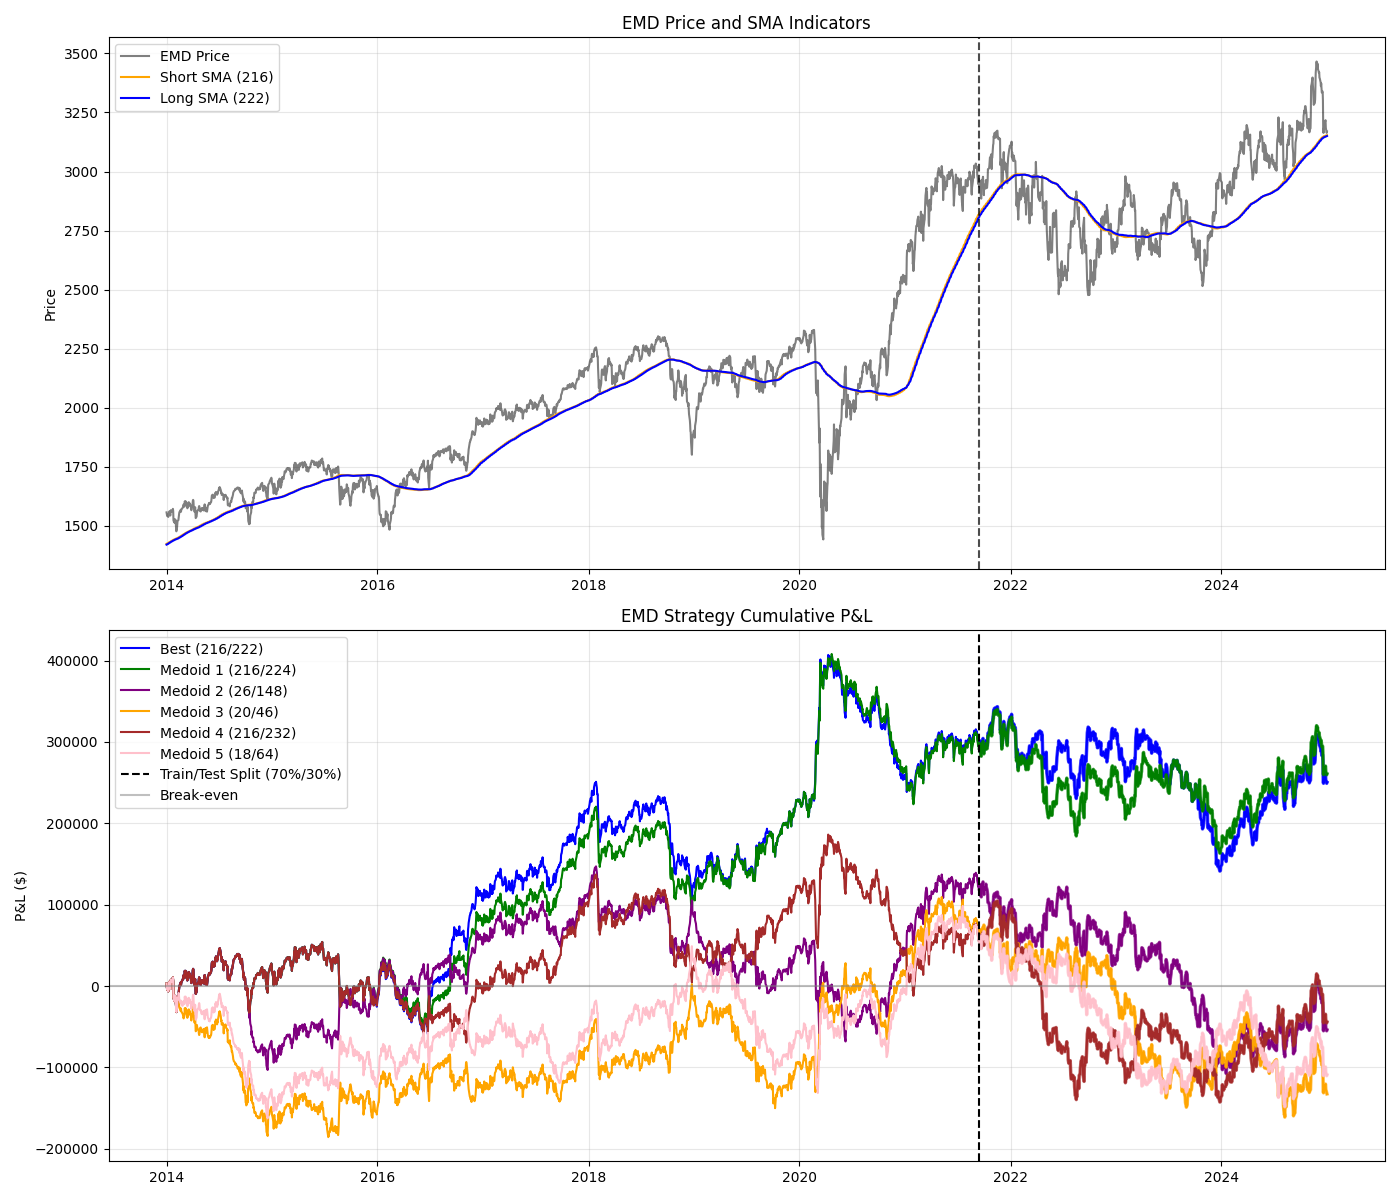 EMD Price and SMA Indicators
EMD Price
Short SMA (216)
Long SMA (222)
3500
3250
3000
2750
2500
2250
2000
1750
1500
Price
2014
2016
2018
2020
2022
2024
EMD Strategy Cumulative P&L
Best (216/222)
Medoid 1 (216/224)
Medoid 2 (26/148)
Medoid 3 (20/46)
Medoid 4 (216/232)
Medoid 5 (18/64)
Train/Test Split (70%/30%)
Break-even
400000
300000
200000
100000
0
−100000
−200000
P&L ($)
2014
2016
2018
2020
2022
2024